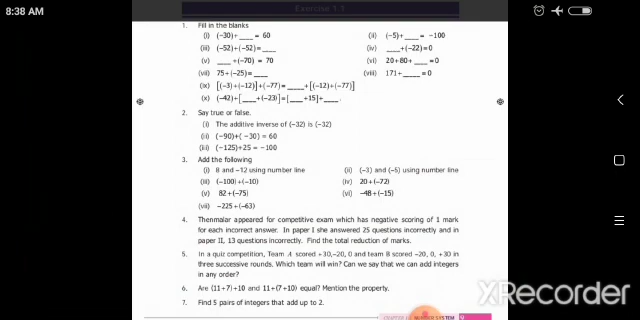 8:38 AM
Exercise 1.1
1. Fill in the blanks
(i) (−30)+ ____ = 60 (ii) (−5)+ ____ = −100
(iii) (−52)+(−52)= ____ (iv) ____ +(−22)=0
(v) ____ +(−70) = 70 (vi) 20+80+ ____ =0
(vii) 75+(−25)= ____ (viii) 171+ ____ =0
(ix) [(−3)+(−12)]+(−77)= ____ +[(−12)+(−77)]
(x) (−42)+[ ____ +(−23)]=[ ____ +15]+ ____ .
2. Say true or false.
(i) The additive inverse of (−32) is (−32)
(ii) (−90)+(−30) = 60
(iii) (−125)+25 = −100
3. Add the following
(i) 8 and −12 using number line (ii) (−3) and (−5) using number line
(iii) (−100)+(−10) (iv) 20+(−72)
(v) 82+(−75) (vi) −48+(−15)
(vii) −225+(−63)
4. Thenmalar appeared for competitive exam which has negative scoring of 1 mark
for each incorrect answer. In paper I she answered 25 questions incorrectly and in
paper II, 13 questions incorrectly. Find the total reduction of marks.
5. In a quiz competition, Team A scored +30,−20, 0 and team B scored −20, 0, +30 in
three successive rounds. Which team will win? Can we say that we can add integers
in any order?
6. Are (11+7)+10 and 11+(7+10) equal? Mention the property.
7. Find 5 pairs of integers that add up to 2.
CHAPTER 1 NUMBER SYSTEM 9
XRecorder